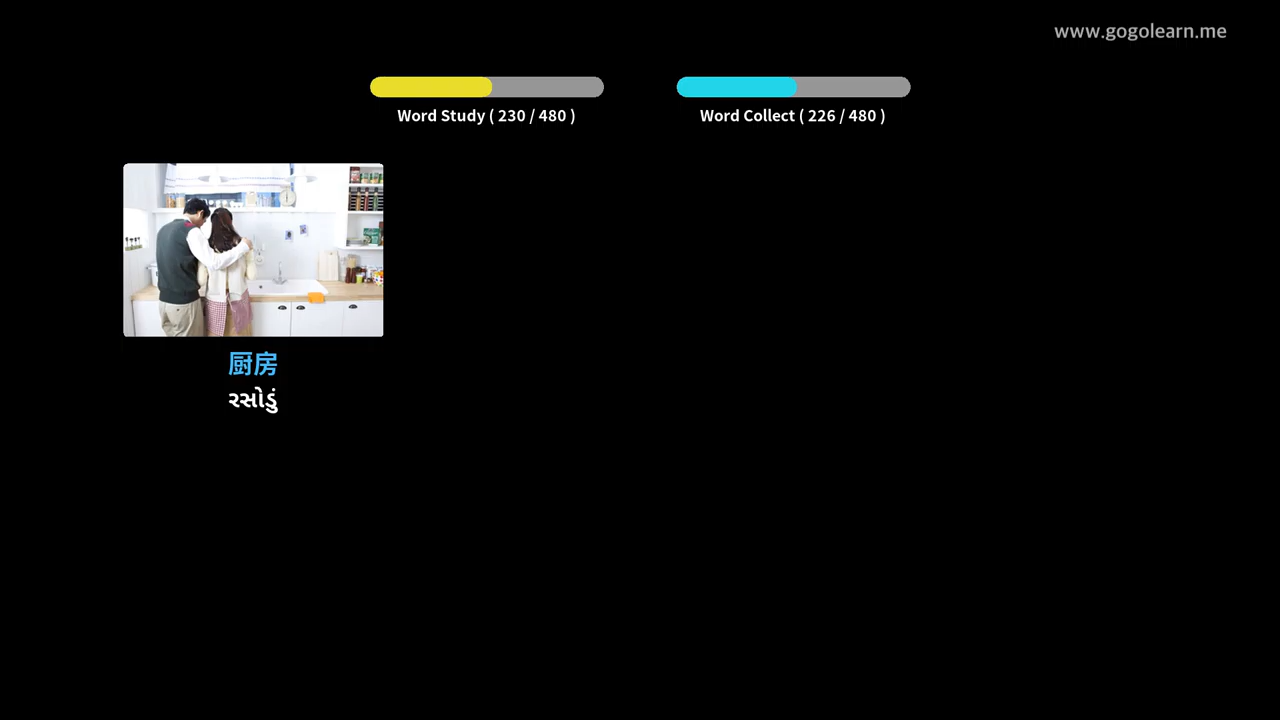 www.gogolearn.me
Word Study ( 230 / 480 )
Word Collect ( 226 / 480 )
厨房
રસોડું